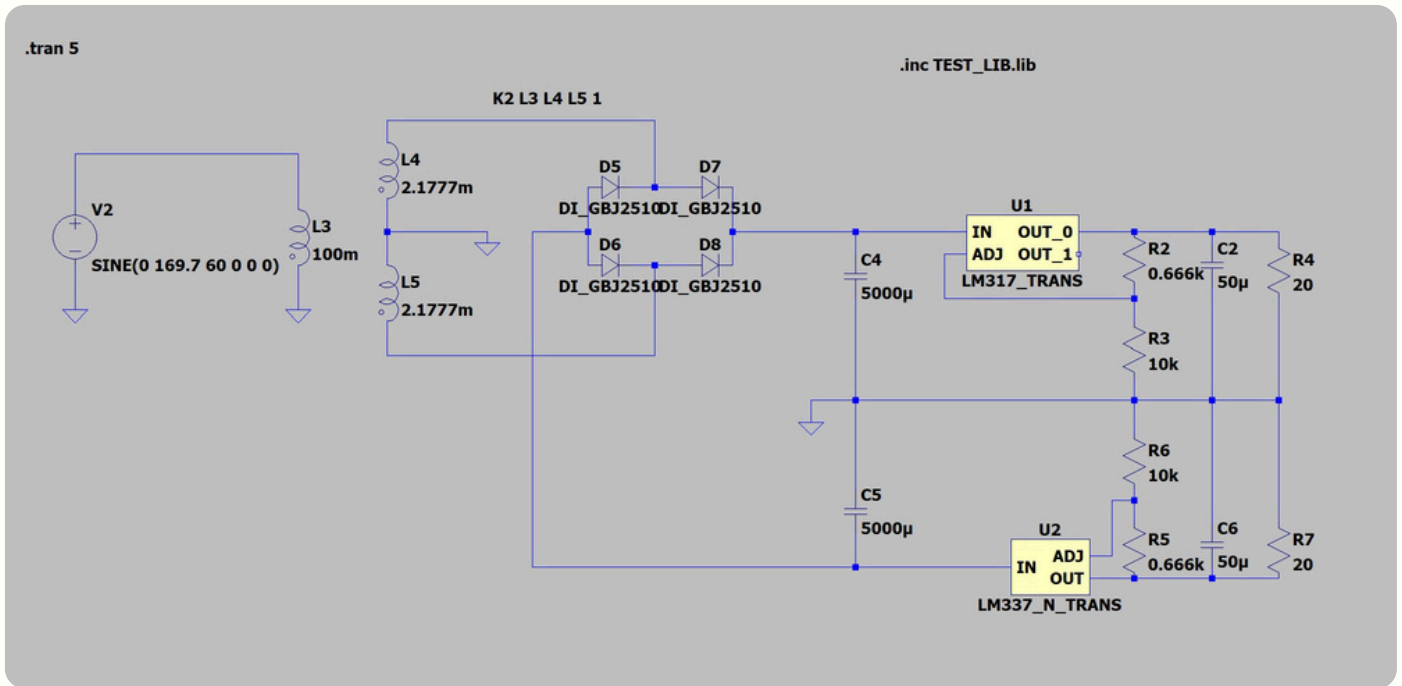 .tran 5
.inc TEST_LIB.lib
K2 L3 L4 L5 1
V2
SINE(0 169.7 60 0 0 0)
L3
100m
L4
2.1777m
L5
2.1777m
D5
DI_GBJ2510
D7
DI_GBJ2510
D6
DI_GBJ2510
D8
DI_GBJ2510
C4
5000µ
C5
5000µ
U1
IN OUT_0
ADJ OUT_1
LM317_TRANS
R2
0.666k
C2
50µ
R4
20
R3
10k
R6
10k
U2
ADJ
IN
OUT
LM337_N_TRANS
R5
0.666k
C6
50µ
R7
20